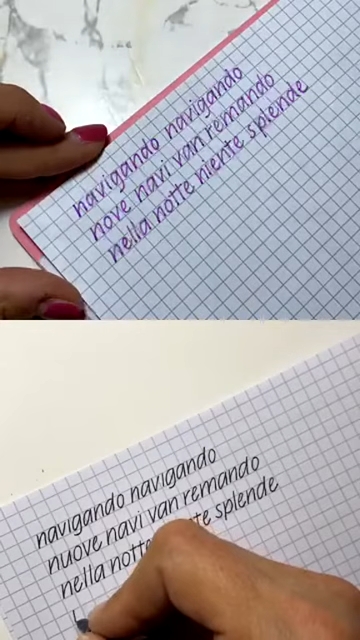 navigando navigando
nove navi van remando
nella notte niente splende
navigando navigando
nuove navi van remando
nella notte splende